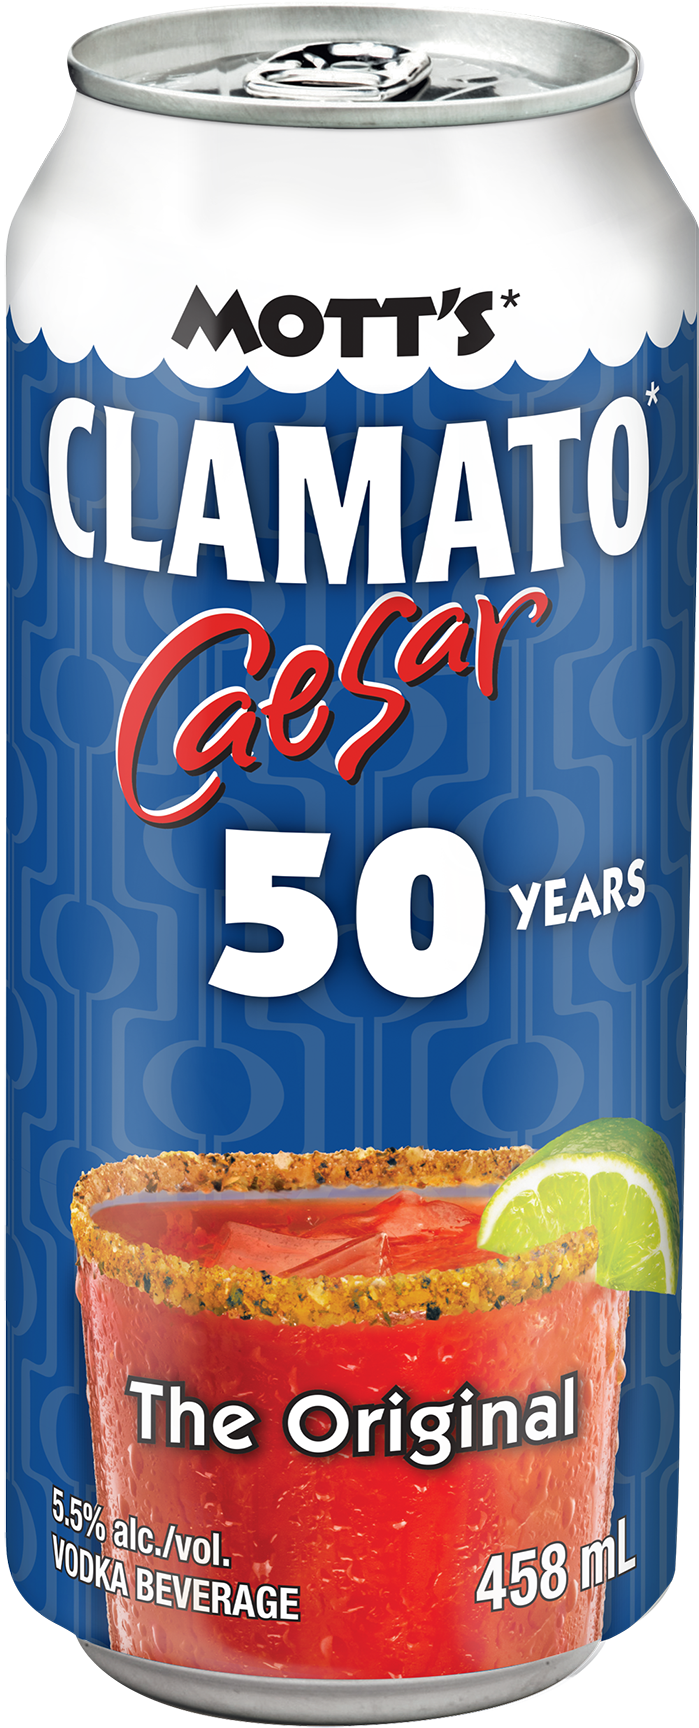 MOTT'S*
CLAMATO*
Caesar
50 YEARS
The Original
5.5% alc./vol.
VODKA BEVERAGE
458 mL